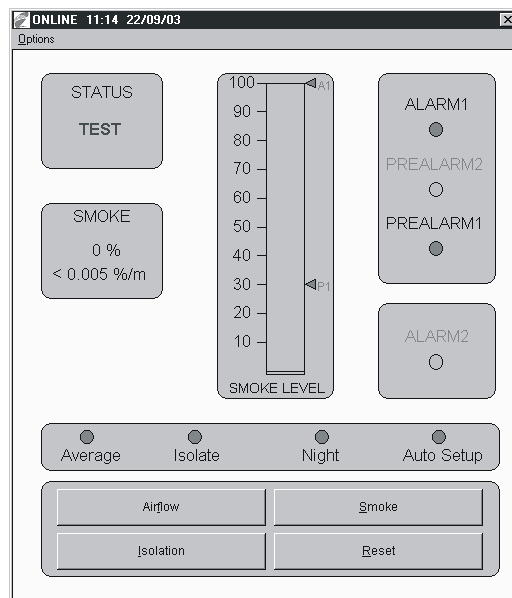 ONLINE 11:14 22/09/03
Options
STATUS
TEST
SMOKE
0 %
< 0.005 %/m
100
90
80
70
60
50
40
30
20
10
A1
P1
SMOKE LEVEL
ALARM1
PREALARM2
PREALARM1
ALARM2
Average Isolate Night Auto Setup
Airflow Smoke
Isolation Reset